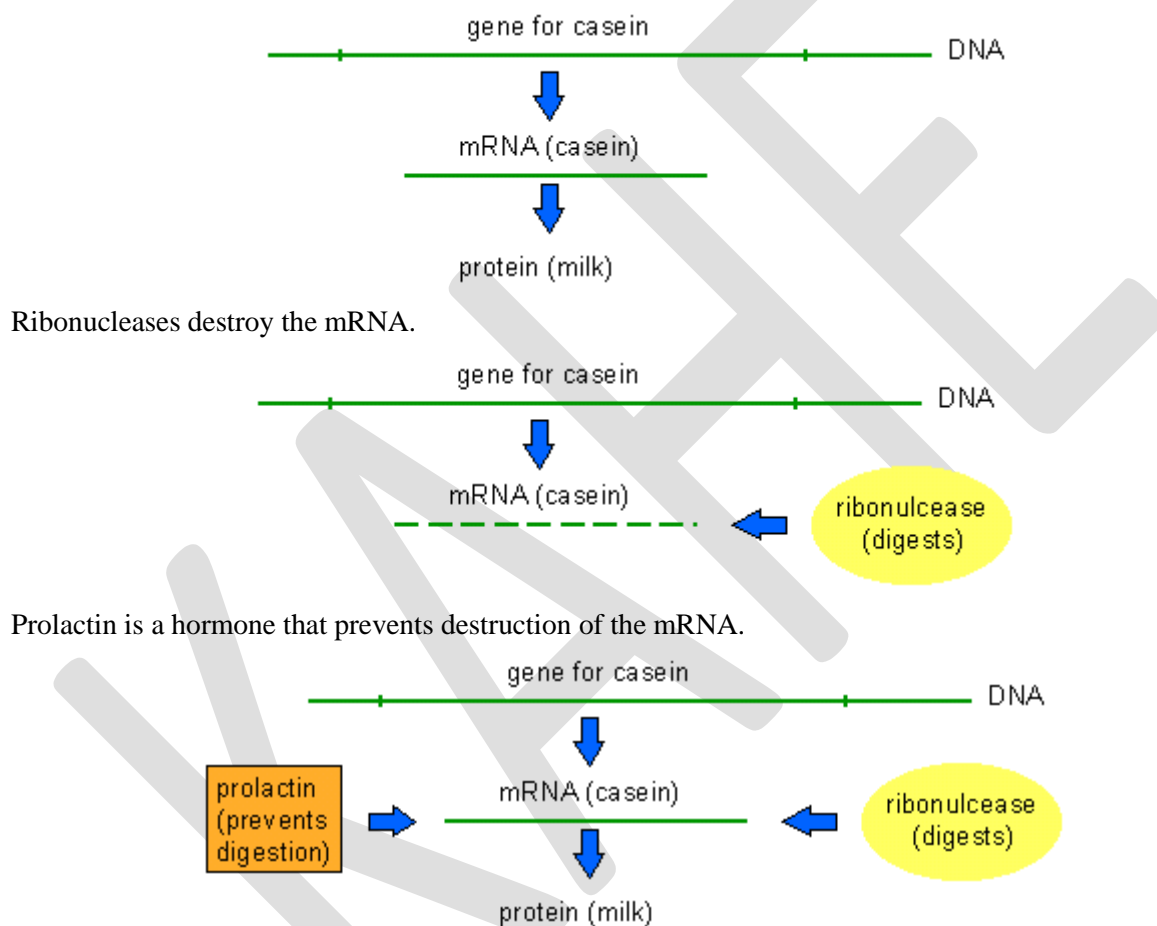 gene for casein
DNA
mRNA (casein)
protein (milk)
Ribonucleases destroy the mRNA.
gene for casein
DNA
mRNA (casein)
ribonulcease
(digests)
Prolactin is a hormone that prevents destruction of the mRNA.
gene for casein
DNA
prolactin
(prevents
digestion)
mRNA (casein)
ribonulcease
(digests)
protein (milk)
KAHE